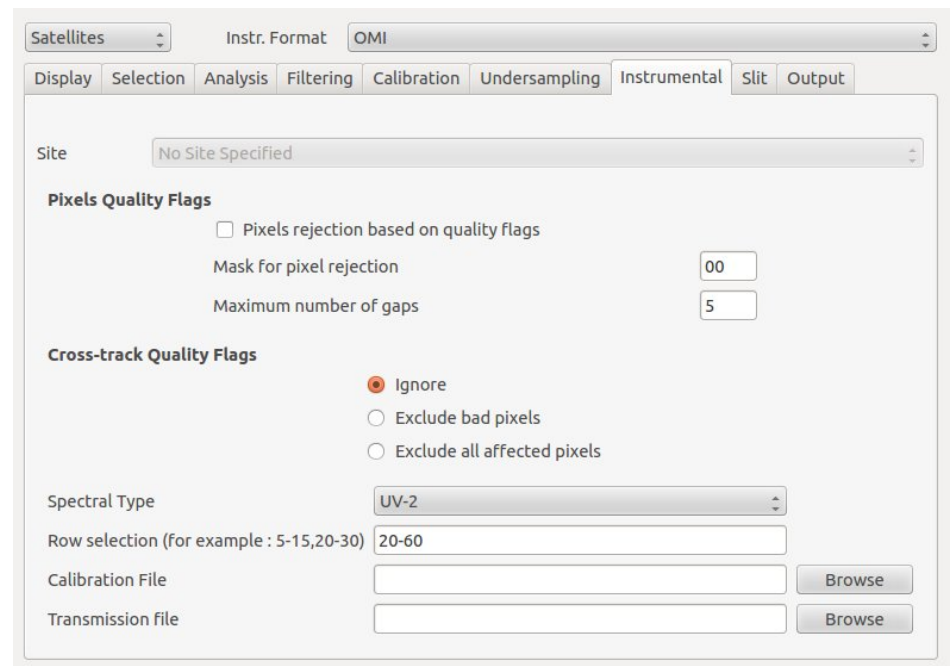 Satellites Instr. Format OMI
Display Selection Analysis Filtering Calibration Undersampling Instrumental Slit Output
Site No Site Specified
Pixels Quality Flags
Pixels rejection based on quality flags
Mask for pixel rejection 00
Maximum number of gaps 5
Cross-track Quality Flags
Ignore
Exclude bad pixels
Exclude all affected pixels
Spectral Type UV-2
Row selection (for example : 5-15,20-30) 20-60
Calibration File Browse
Transmission file Browse